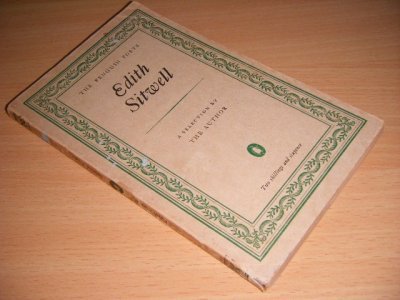 THE PENGUIN POETS
Edith
Sitwell
A SELECTION BY
THE AUTHOR
Two shillings and sixpence